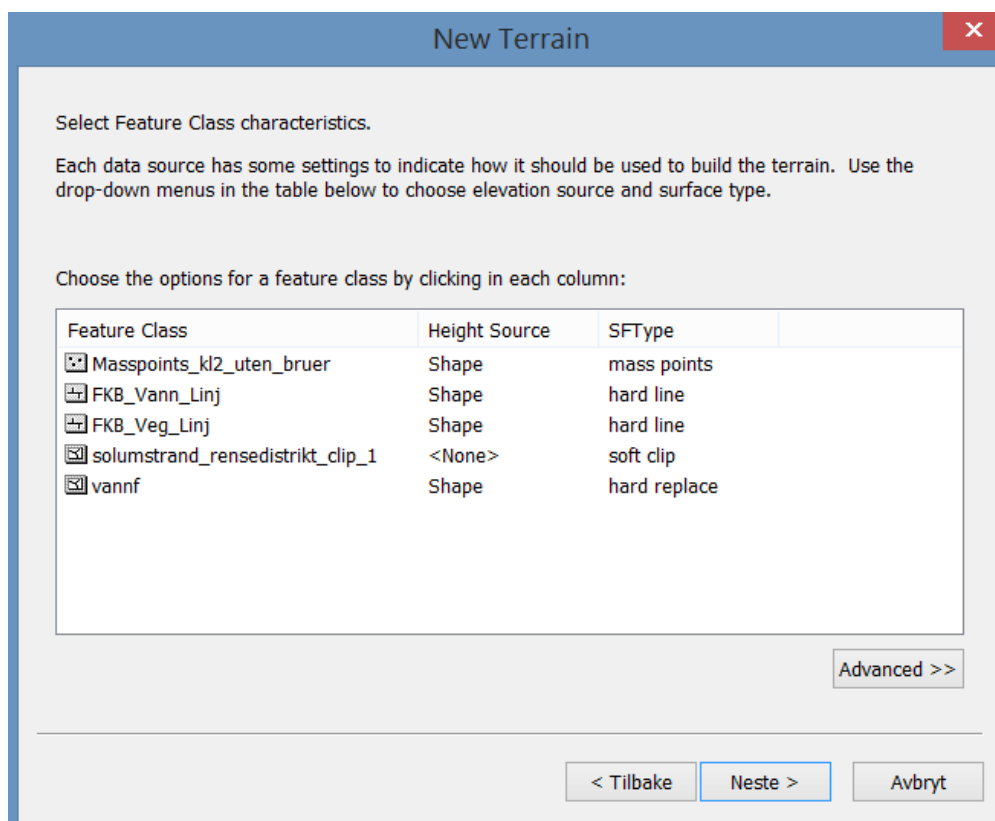 New Terrain
Select Feature Class characteristics.
Each data source has some settings to indicate how it should be used to build the terrain. Use the
drop-down menus in the table below to choose elevation source and surface type.
Choose the options for a feature class by clicking in each column:
Feature Class Height Source SFType
Masspoints_kl2_uten_bruer Shape mass points
FKB_Vann_Linj Shape hard line
FKB_Veg_Linj Shape hard line
solumstrand_rensedistrikt_clip_1 <None> soft clip
vannf Shape hard replace
Advanced >>
< Tilbake Neste > Avbryt